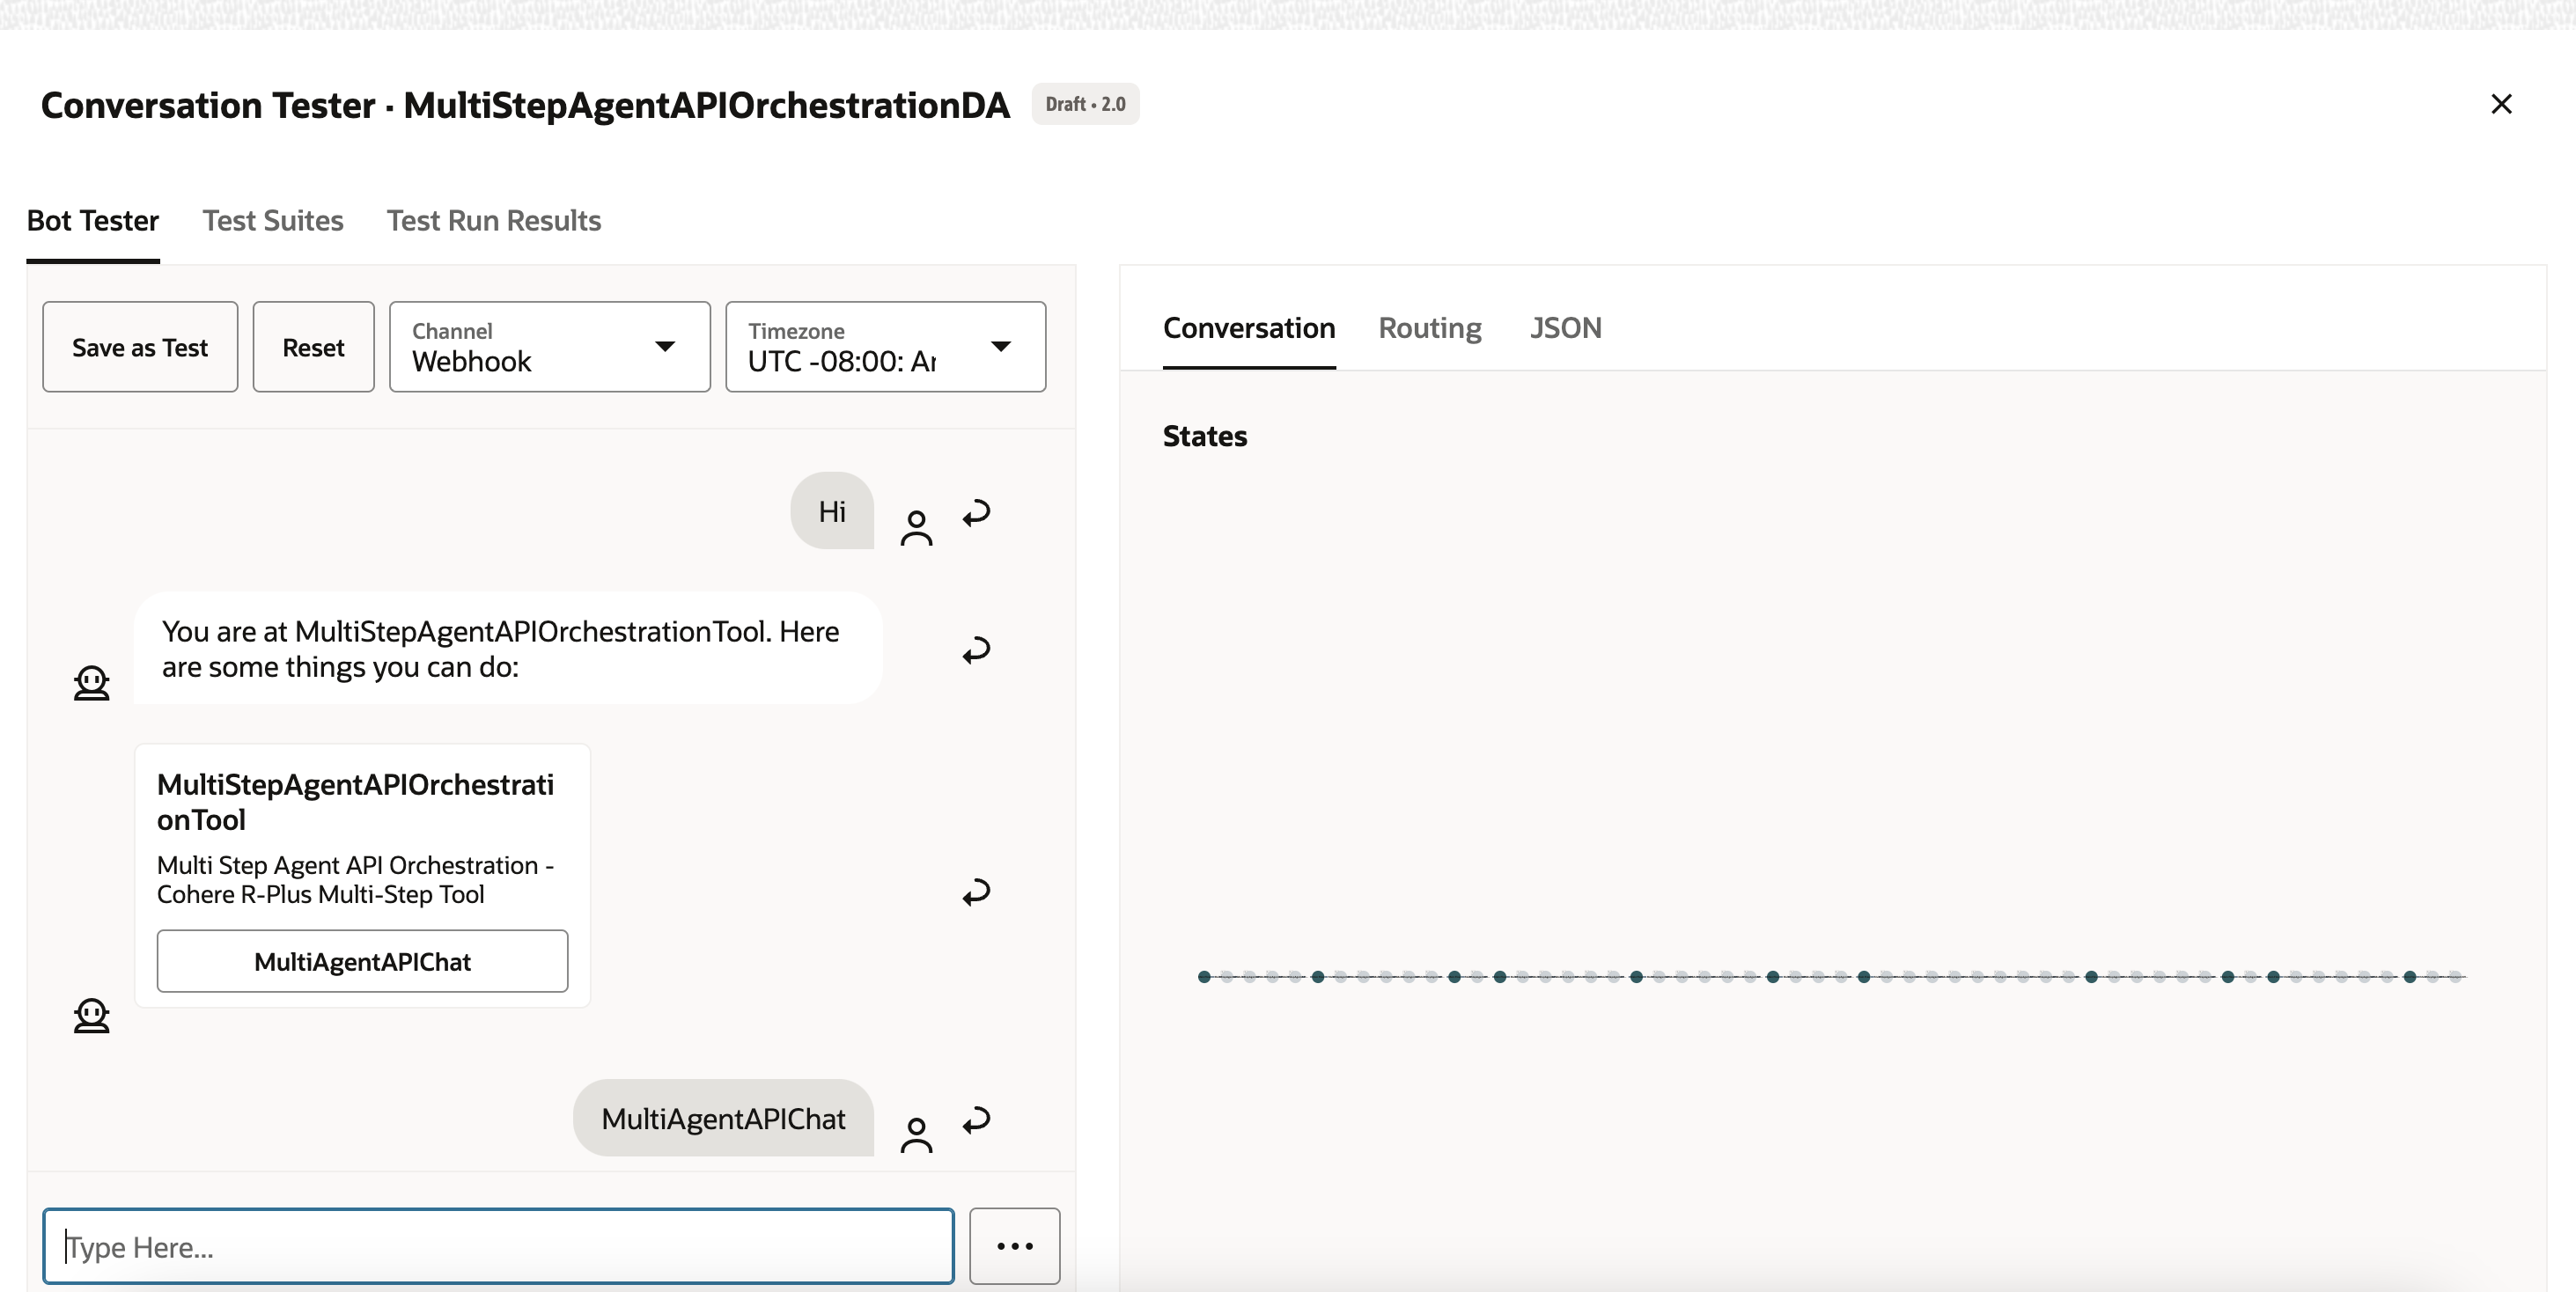 Conversation Tester · MultiStepAgentAPIOrchestrationDA Draft • 2.0
Bot Tester Test Suites Test Run Results
Save as Test
Reset
Channel
Webhook
Timezone
UTC -08:00: Ar
Conversation Routing JSON
States
Hi
You are at MultiStepAgentAPIOrchestrationTool. Here
are some things you can do:
MultiStepAgentAPIOrchestrati
onTool
Multi Step Agent API Orchestration -
Cohere R-Plus Multi-Step Tool
MultiAgentAPIChat
MultiAgentAPIChat
Type Here...